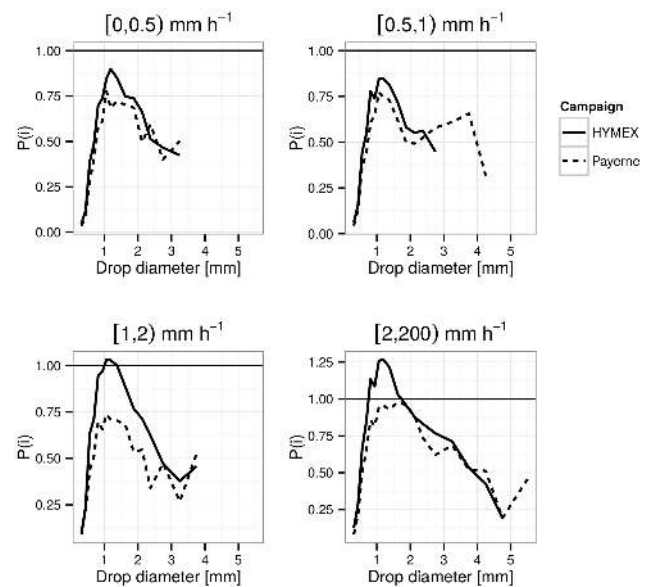 [0,0.5) mm h⁻¹
[0.5,1) mm h⁻¹
1.00
0.75
0.50
0.25
0.00
P(i)
1 2 3 4 5
Drop diameter [mm]
1.00
0.75
0.50
0.25
0.00
P(i)
1 2 3 4 5
Drop diameter [mm]
Campaign
HYMEX
Payerne
[1,2) mm h⁻¹
[2,200) mm h⁻¹
1.00
0.75
0.50
0.25
P(i)
1 2 3 4 5
Drop diameter [mm]
1.25
1.00
0.75
0.50
0.25
P(i)
1 2 3 4 5
Drop diameter [mm]